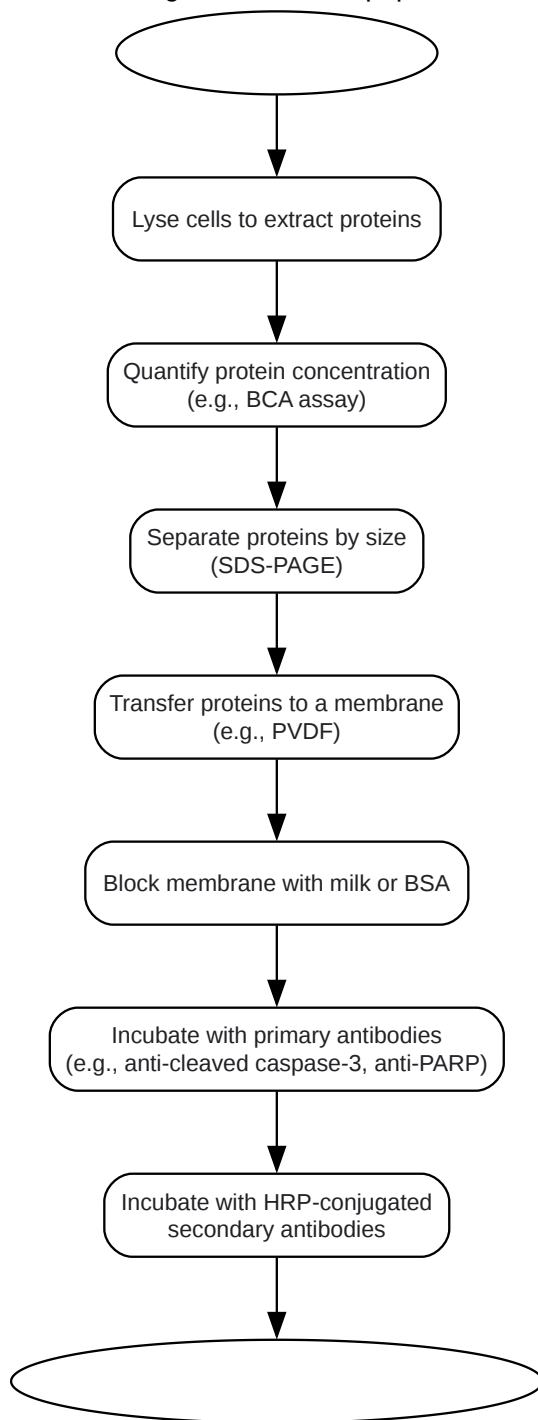 Lyse cells to extract proteins
Quantify protein concentration
(e.g., BCA assay)
Separate proteins by size
(SDS-PAGE)
Transfer proteins to a membrane
(e.g., PVDF)
Block membrane with milk or BSA
Incubate with primary antibodies
(e.g., anti-cleaved caspase-3, anti-PARP)
Incubate with HRP-conjugated
secondary antibodies